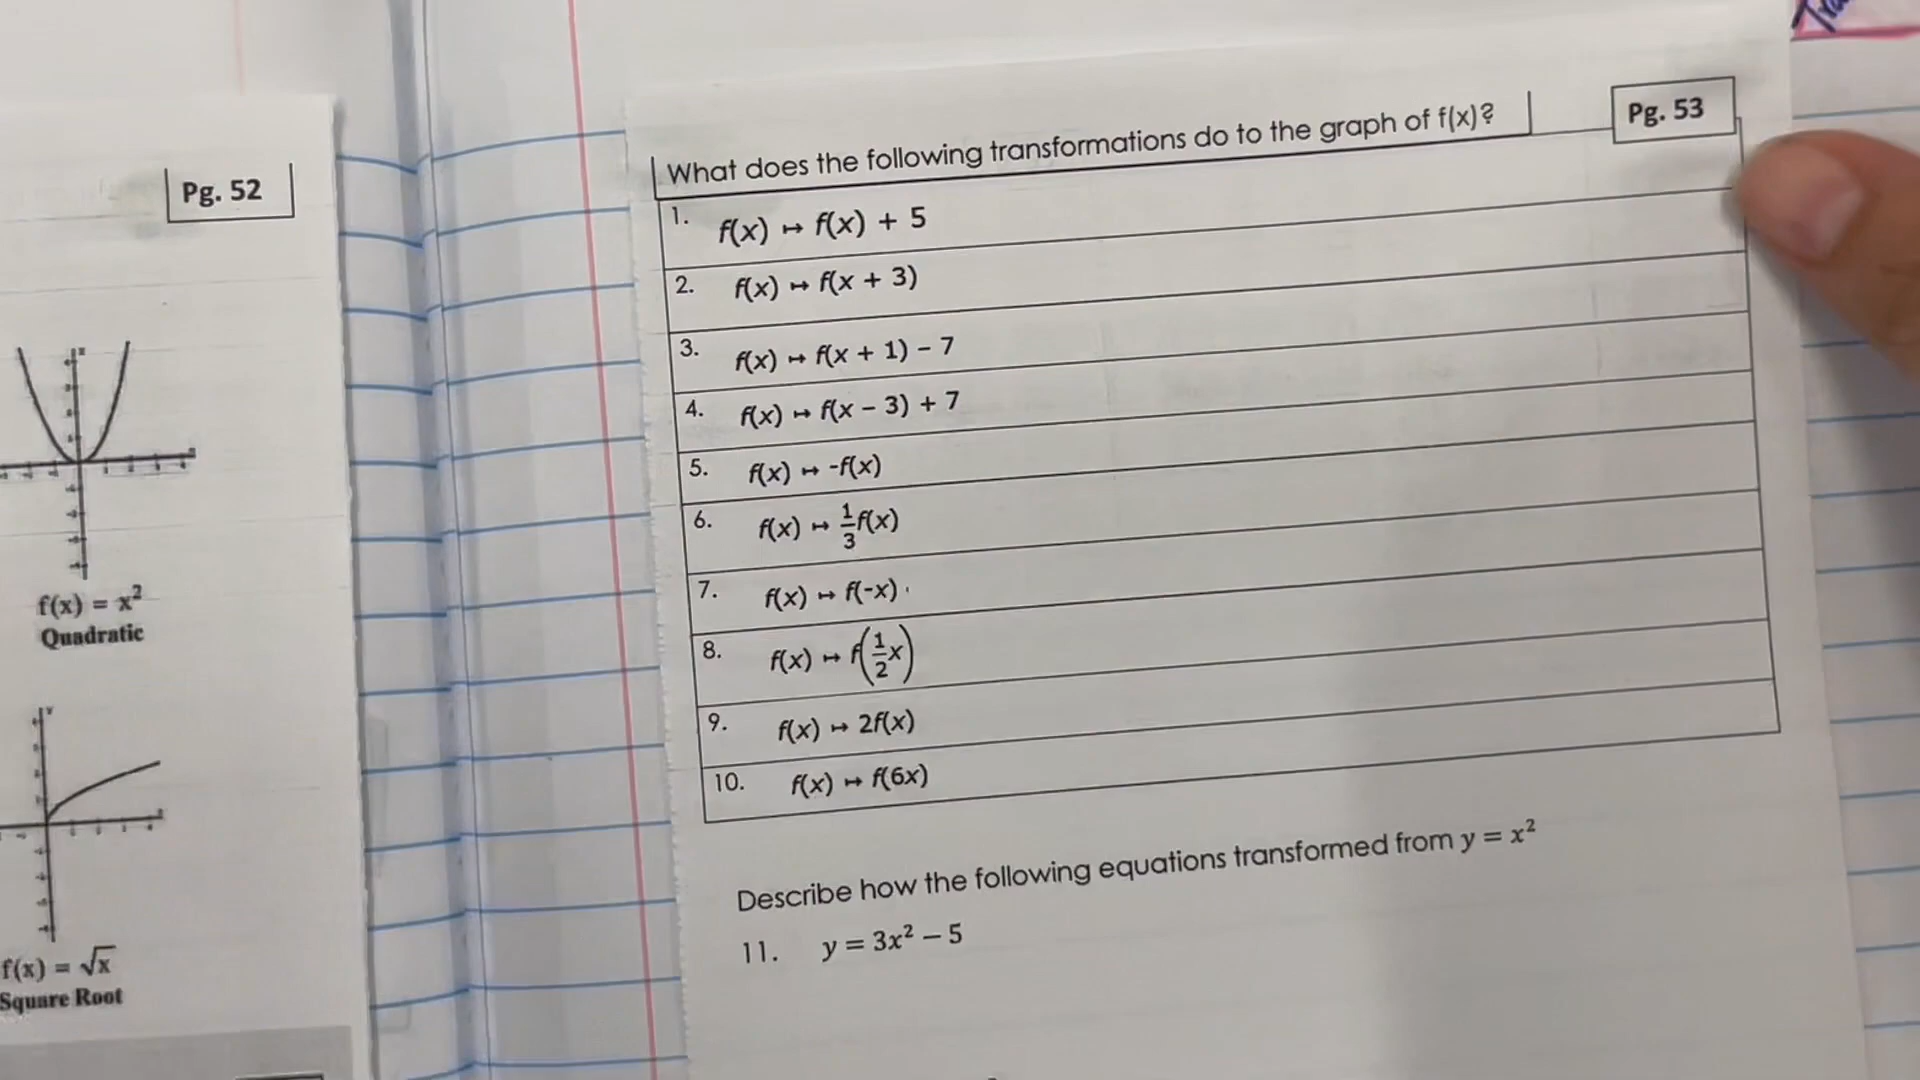 Pg. 52
f(x) = x²
Quadratic
f(x) = √x
Square Root
What does the following transformations do to the graph of f(x)?
Pg. 53
1. f(x) ↦ f(x) + 5
2. f(x) ↦ f(x + 3)
3. f(x) ↦ f(x + 1) – 7
4. f(x) ↦ f(x – 3) + 7
5. f(x) ↦ -f(x)
6. f(x) ↦ 1/3 f(x)
7. f(x) ↦ f(-x)
8. f(x) ↦ f(1/2 x)
9. f(x) ↦ 2f(x)
10. f(x) ↦ f(6x)
Describe how the following equations transformed from y = x²
11. y = 3x² – 5